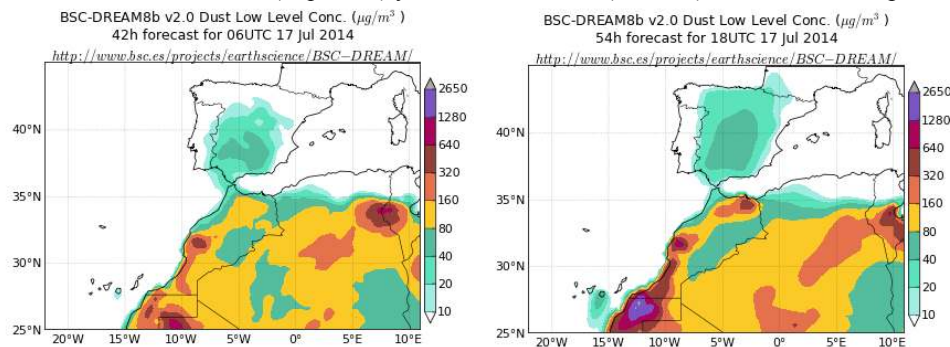 BSC-DREAM8b v2.0 Dust Low Level Conc. (μg/m³ )
42h forecast for 06UTC 17 Jul 2014
http://www.bsc.es/projects/earthscience/BSC−DREAM/
40°N
35°N
30°N
25°N
20°W
15°W
10°W
5°W
0°
5°E
10°E
2650
1280
640
320
160
80
40
20
10
BSC-DREAM8b v2.0 Dust Low Level Conc. (μg/m³ )
54h forecast for 18UTC 17 Jul 2014
http://www.bsc.es/projects/earthscience/BSC−DREAM/
40°N
35°N
30°N
25°N
20°W
15°W
10°W
5°W
0°
5°E
10°E
2650
1280
640
320
160
80
40
20
10